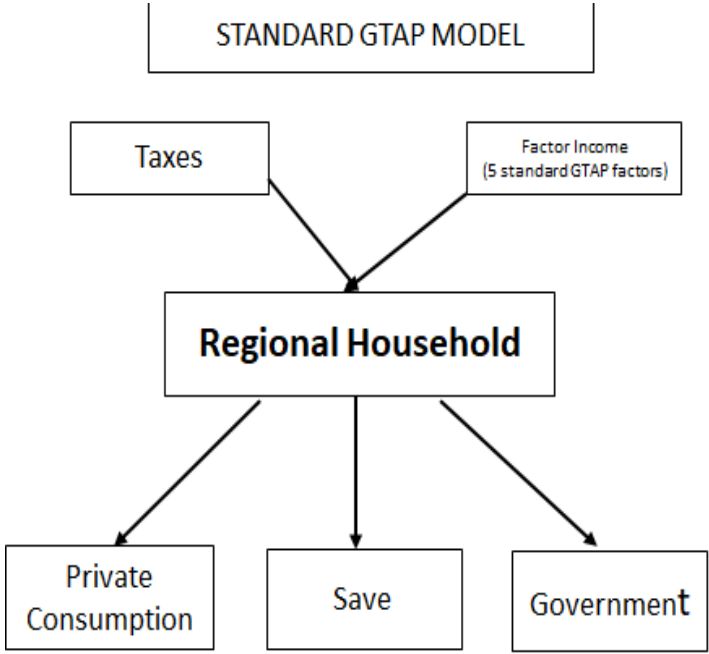 STANDARD GTAP MODEL
Taxes
Factor Income
(5 standard GTAP factors)
Regional Household
Private
Consumption
Save
Government